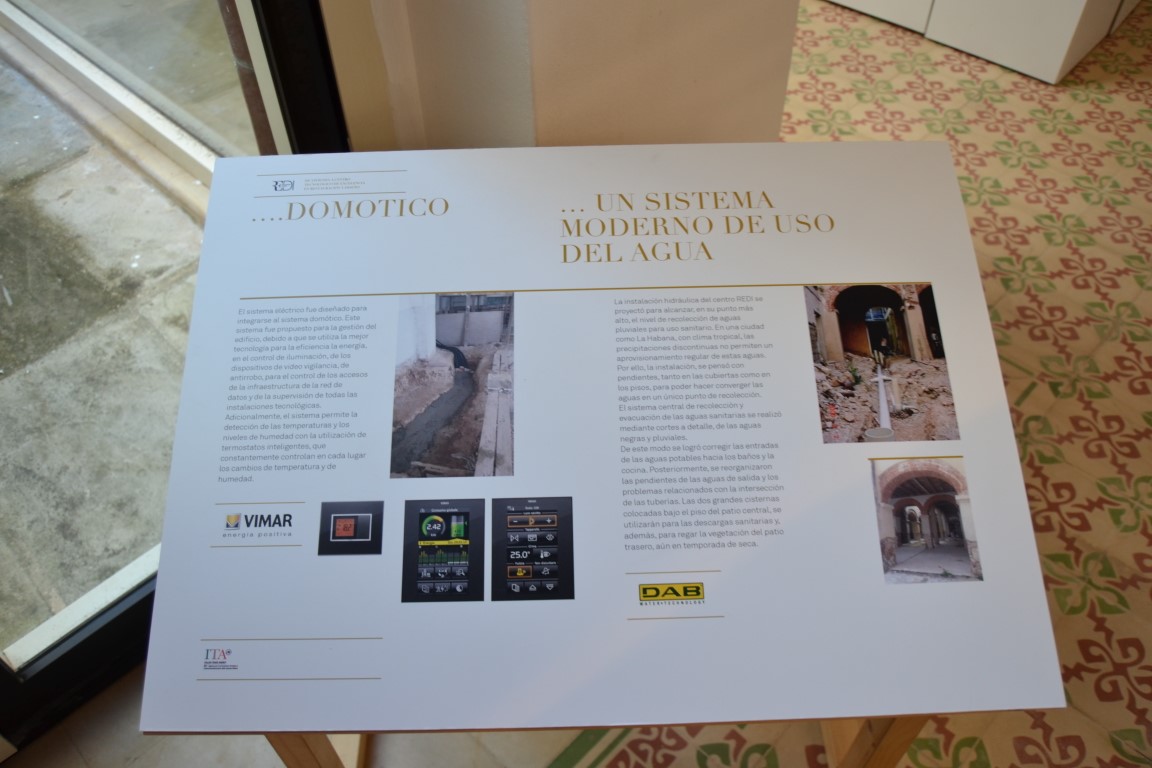 REDI
....DOMOTICO
... UN SISTEMA
MODERNO DE USO
DEL AGUA
El sistema eléctrico fue diseñado para
integrarse al sistema domótico. Este
sistema fue propuesto para la gestión del
edificio, debido a que se utiliza la mejor
tecnología para la eficiencia la energía,
en el control de iluminación, de los
dispositivos de video vigilancia, de
antirrobo, para el control de los accesos
de la infraestructura de la red de
datos y de la supervisión de todas las
instalaciones tecnológicas.
Adicionalmente, el sistema permite la
detección de las temperaturas y los
niveles de humedad con la utilización de
termostatos inteligentes, que
constantemente controlan en cada lugar
los cambios de temperatura y de
humedad.
VIMAR
energia positiva
2.42
25.0°
La instalación hidráulica del centro REDI se
proyectó para alcanzar, en su punto más
alto, el nivel de recolección de aguas
pluviales para uso sanitario. En una ciudad
como La Habana, con clima tropical, las
precipitaciones discontinuas no permiten un
aprovisionamiento regular de estas aguas.
Por ello, la instalación, se pensó con
pendientes, tanto en las cubiertas como en
los pisos, para poder hacer converger las
aguas en un único punto de recolección.
El sistema central de recolección y
evacuación de las aguas sanitarias se realizó
mediante cortes a detalle, de las aguas
negras y pluviales.
De este modo se logró corregir las entradas
de las aguas potables hacia los baños y la
cocina. Posteriormente, se reorganizaron
las pendientes de las aguas de salida y los
problemas relacionados con la intersección
de las tuberías. Las dos grandes cisternas
colocadas bajo el piso del patio central, se
utilizarán para las descargas sanitarias y,
además, para regar la vegetación del patio
trasero, aún en temporada de seca.
DAB
WATER•TECHNOLOGY
ITA